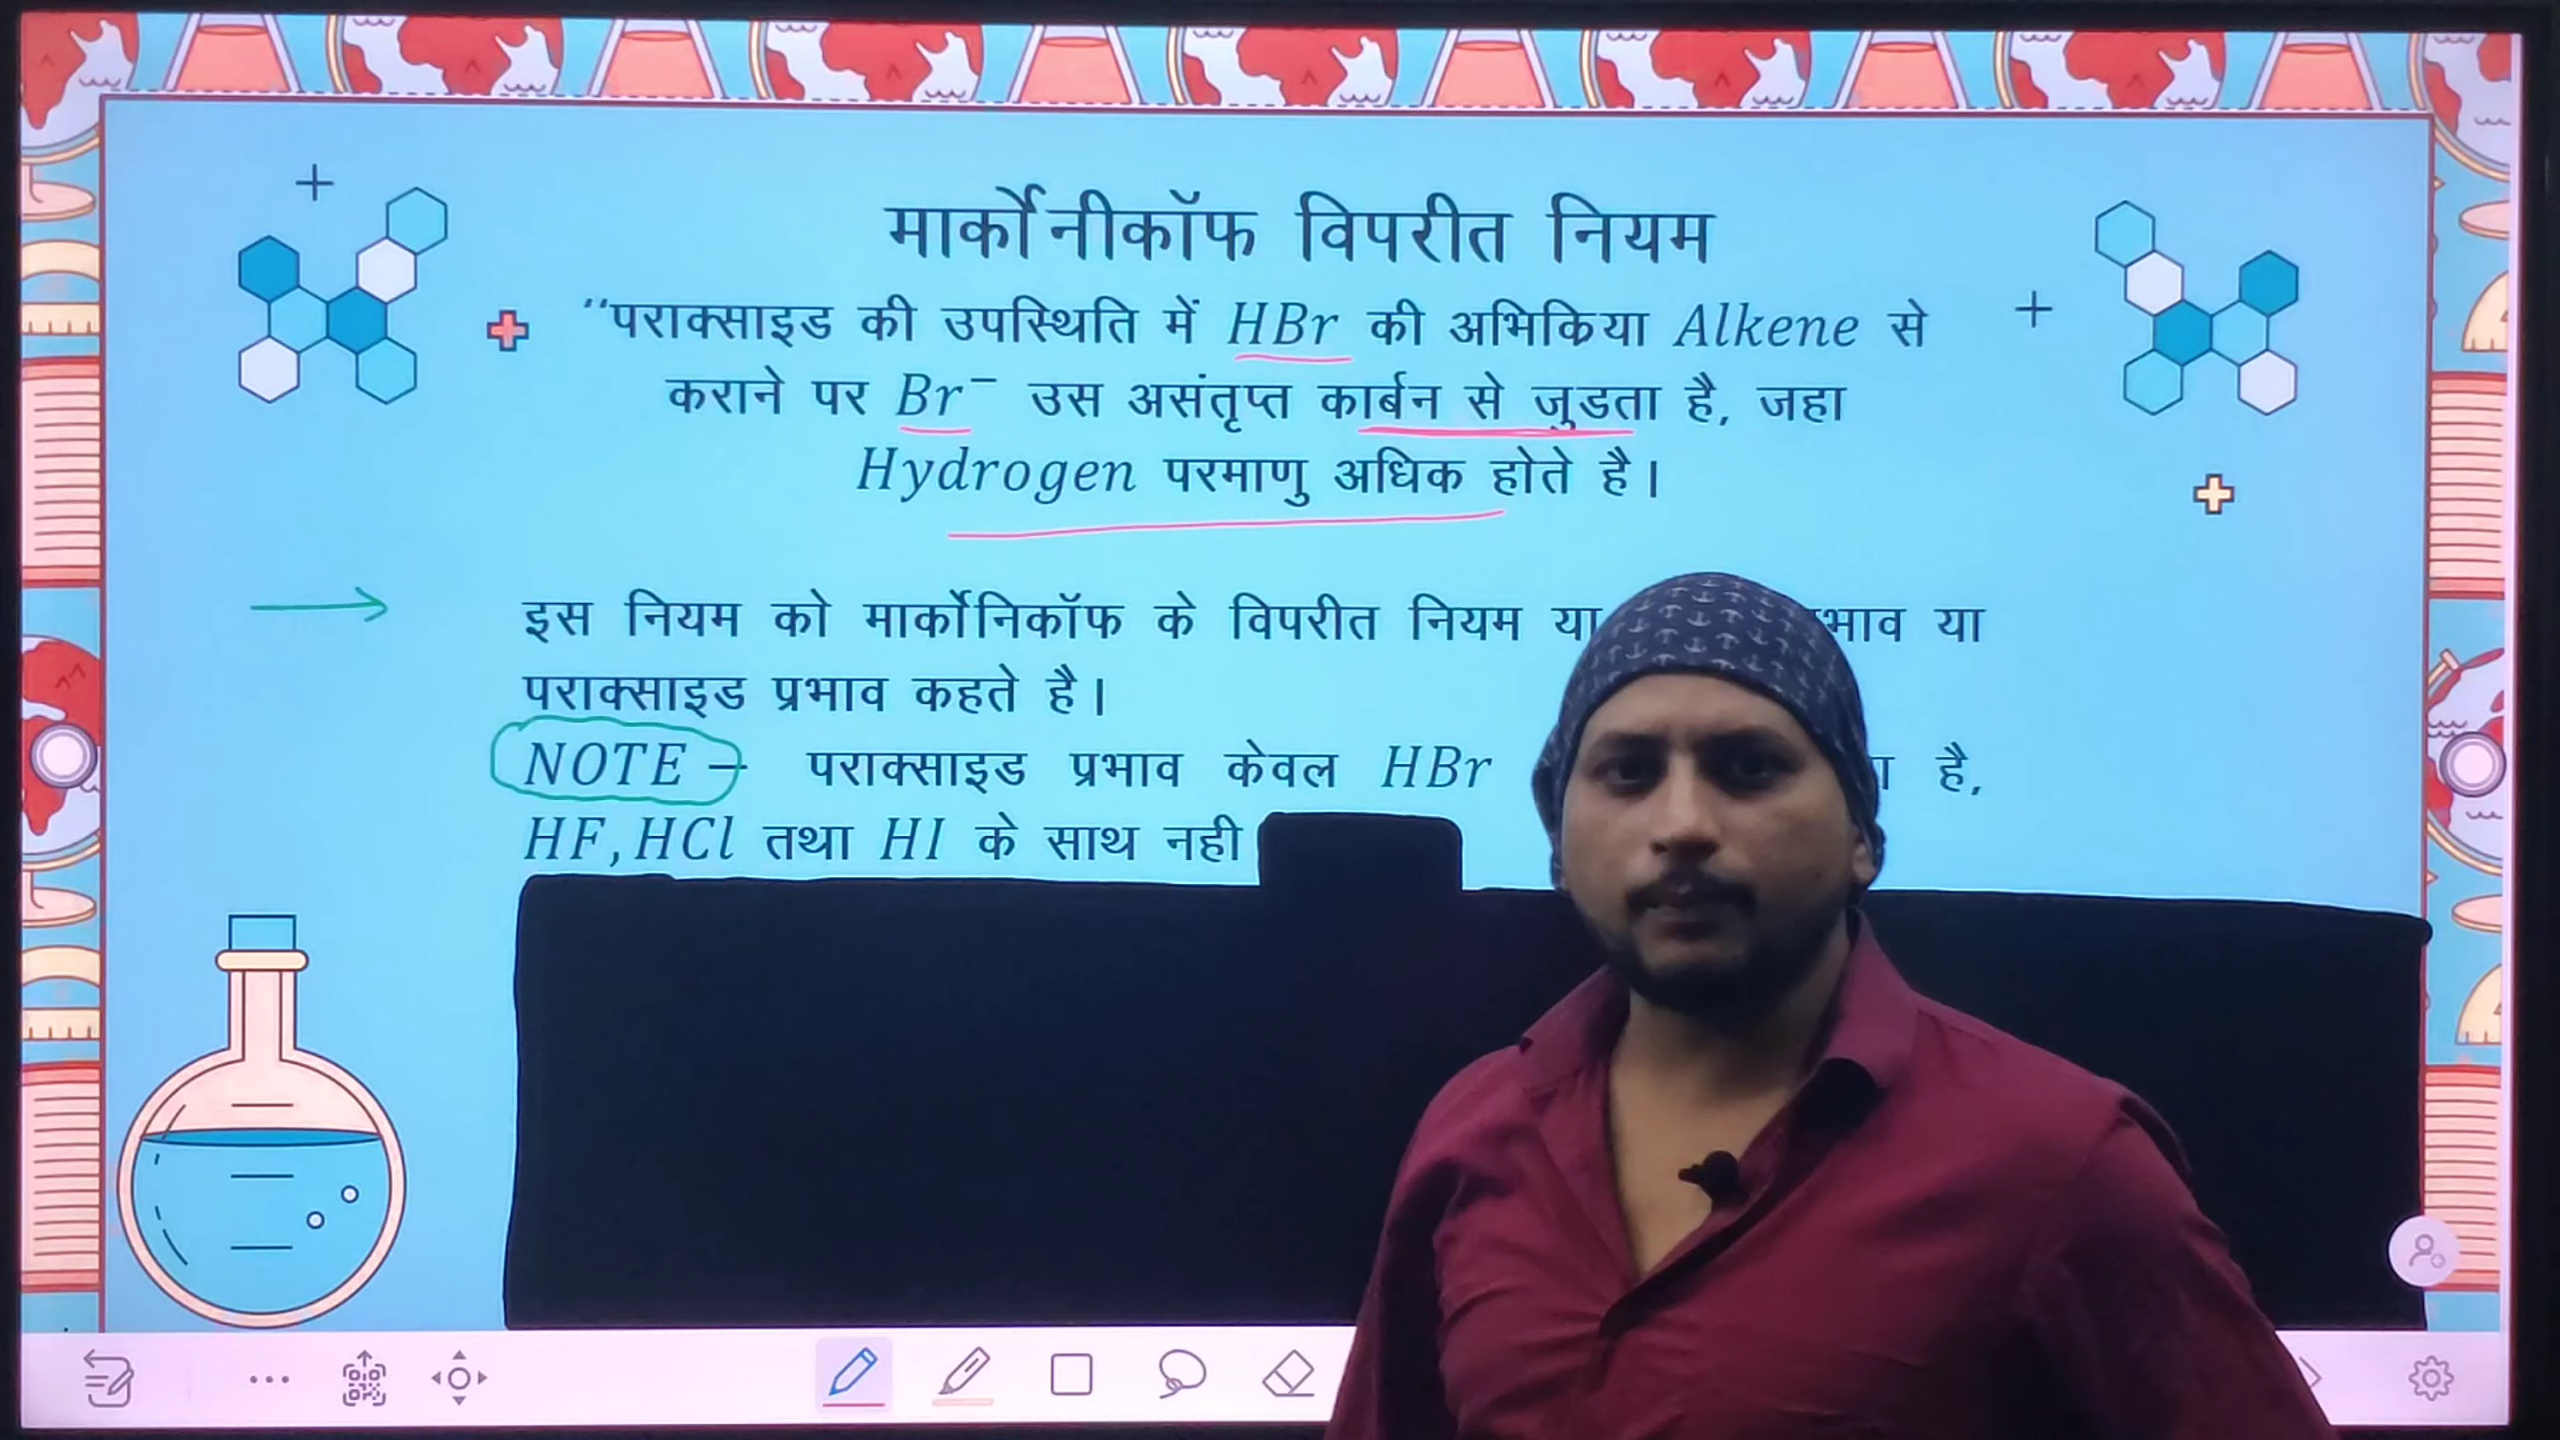 मार्कोनीकॉफ विपरीत नियम
"पराक्साइड की उपस्थिति में HBr की अभिकिया Alkene से
कराने पर Br⁻ उस असंतृप्त कार्बन से जुडता है, जहा
Hydrogen परमाणु अधिक होते है।
इस नियम को मार्कोनिकॉफ के विपरीत नियम या या
पराक्साइड प्रभाव कहते है।
NOTE – पराक्साइड प्रभाव केवल HBr है,
HF, HCl तथा HI के साथ नही